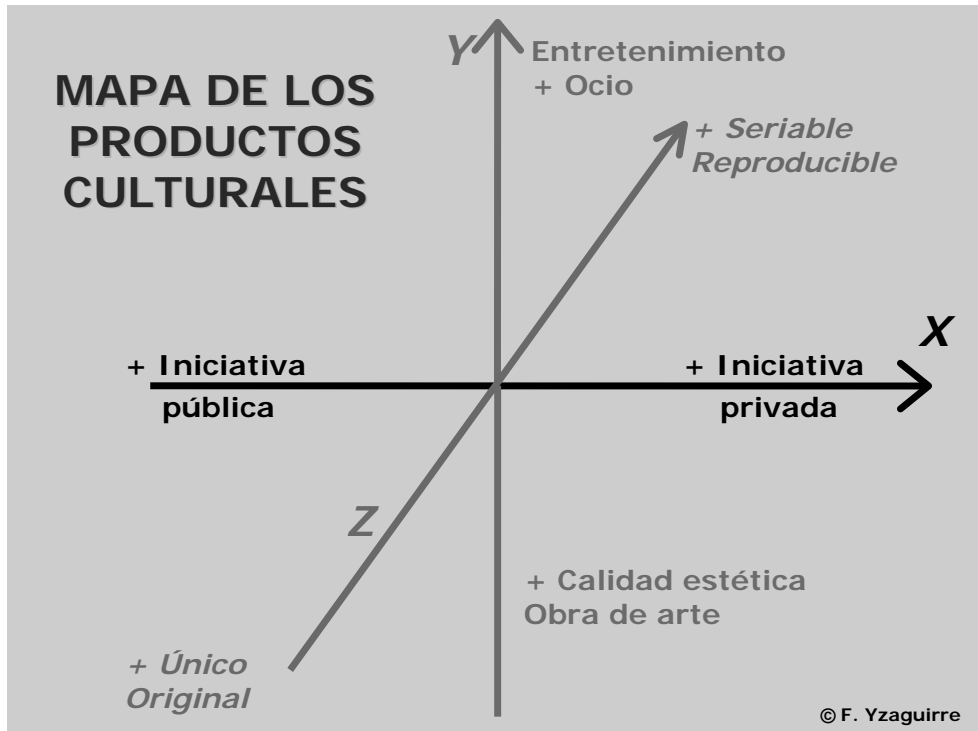 MAPA DE LOS
PRODUCTOS
CULTURALES
Y
Entretenimiento
+ Ocio
+ Seriable
Reproducible
X
+ Iniciativa
pública
+ Iniciativa
privada
Z
+ Calidad estética
Obra de arte
+ Único
Original
© F. Yzaguirre